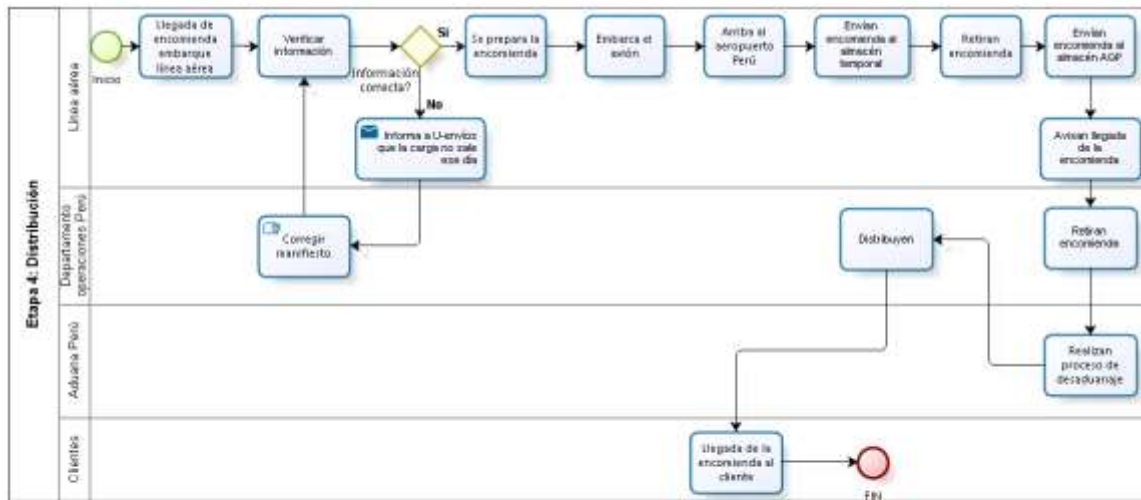 Etapa 4: Distribución
Línea aérea
Inicio
Llegada de
encomienda
embarque
línea aérea
Verificar
información
Información
correcta?
Sí
No
Se prepara la
encomienda
Embarca el
avión
Arriba al
aeropuerto
Perú
Envían
encomienda al
almacén
temporal
Retiran
encomienda
Envían
encomienda al
almacén AGP
Informa a U-envíos
que la carga no sale
ese día
Avisan llegada
de la
encomienda
Departamento
operaciones Perú
Corregir
manifiesto
Distribuyen
Retiran
encomienda
Aduana Perú
Realizan
proceso de
desaduanaje
Clientes
Llegada de la
encomienda al
cliente
FIN